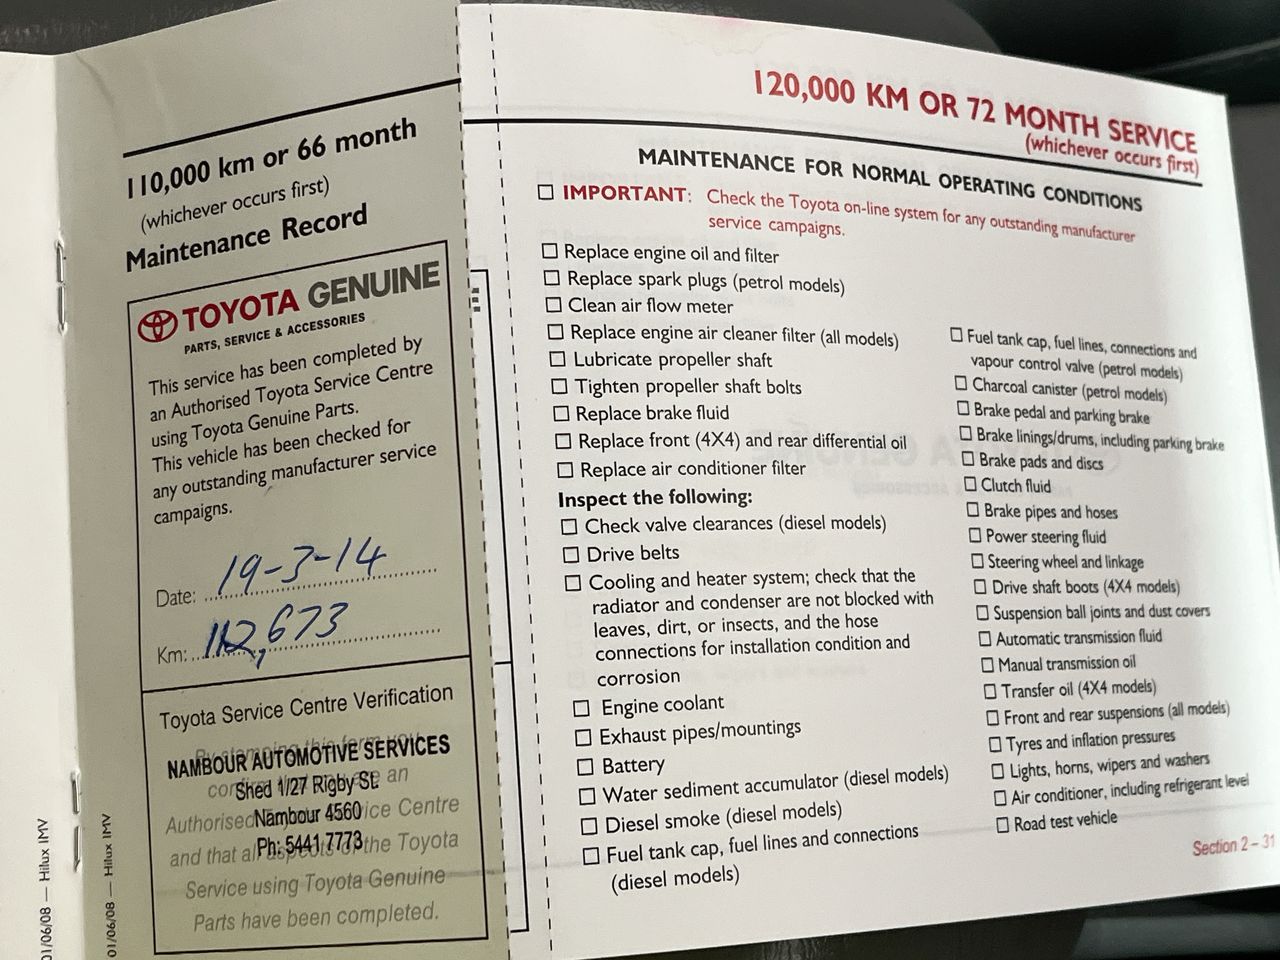 110,000 km or 66 month
(whichever occurs first)
Maintenance Record
TOYOTA GENUINE
PARTS, SERVICE & ACCESSORIES
This service has been completed by
an Authorised Toyota Service Centre
using Toyota Genuine Parts.
This vehicle has been checked for
any outstanding manufacturer service
campaigns.
Date: 19-3-14
Km: 112,673
Toyota Service Centre Verification
By stamping this form you
NAMBOUR AUTOMOTIVE SERVICES
Shed 1/27 Rigby St.
an
Nambour 4560
Authorised Service Centre
Ph: 5441 7773
and that all aspects of the Toyota
Service using Toyota Genuine
Parts have been completed.
01/06/08 — Hilux IMV
01/06/08 — Hilux IMV
120,000 KM OR 72 MONTH SERVICE
(whichever occurs first)
MAINTENANCE FOR NORMAL OPERATING CONDITIONS
IMPORTANT: Check the Toyota on-line system for any outstanding manufacturer
service campaigns.
Replace engine oil and filter
Replace spark plugs (petrol models)
Clean air flow meter
Replace engine air cleaner filter (all models)
Lubricate propeller shaft
Tighten propeller shaft bolts
Replace brake fluid
Replace front (4X4) and rear differential oil
Replace air conditioner filter
Inspect the following:
Check valve clearances (diesel models)
Drive belts
Cooling and heater system; check that the
radiator and condenser are not blocked with
leaves, dirt, or insects, and the hose
connections for installation condition and
corrosion
Engine coolant
Exhaust pipes/mountings
Battery
Water sediment accumulator (diesel models)
Diesel smoke (diesel models)
Fuel tank cap, fuel lines and connections
(diesel models)
Fuel tank cap, fuel lines, connections and
vapour control valve (petrol models)
Charcoal canister (petrol models)
Brake pedal and parking brake
Brake linings/drums, including parking brake
Brake pads and discs
Clutch fluid
Brake pipes and hoses
Power steering fluid
Steering wheel and linkage
Drive shaft boots (4X4 models)
Suspension ball joints and dust covers
Automatic transmission fluid
Manual transmission oil
Transfer oil (4X4 models)
Front and rear suspensions (all models)
Tyres and inflation pressures
Lights, horns, wipers and washers
Air conditioner, including refrigerant level
Road test vehicle
Section 2 – 31